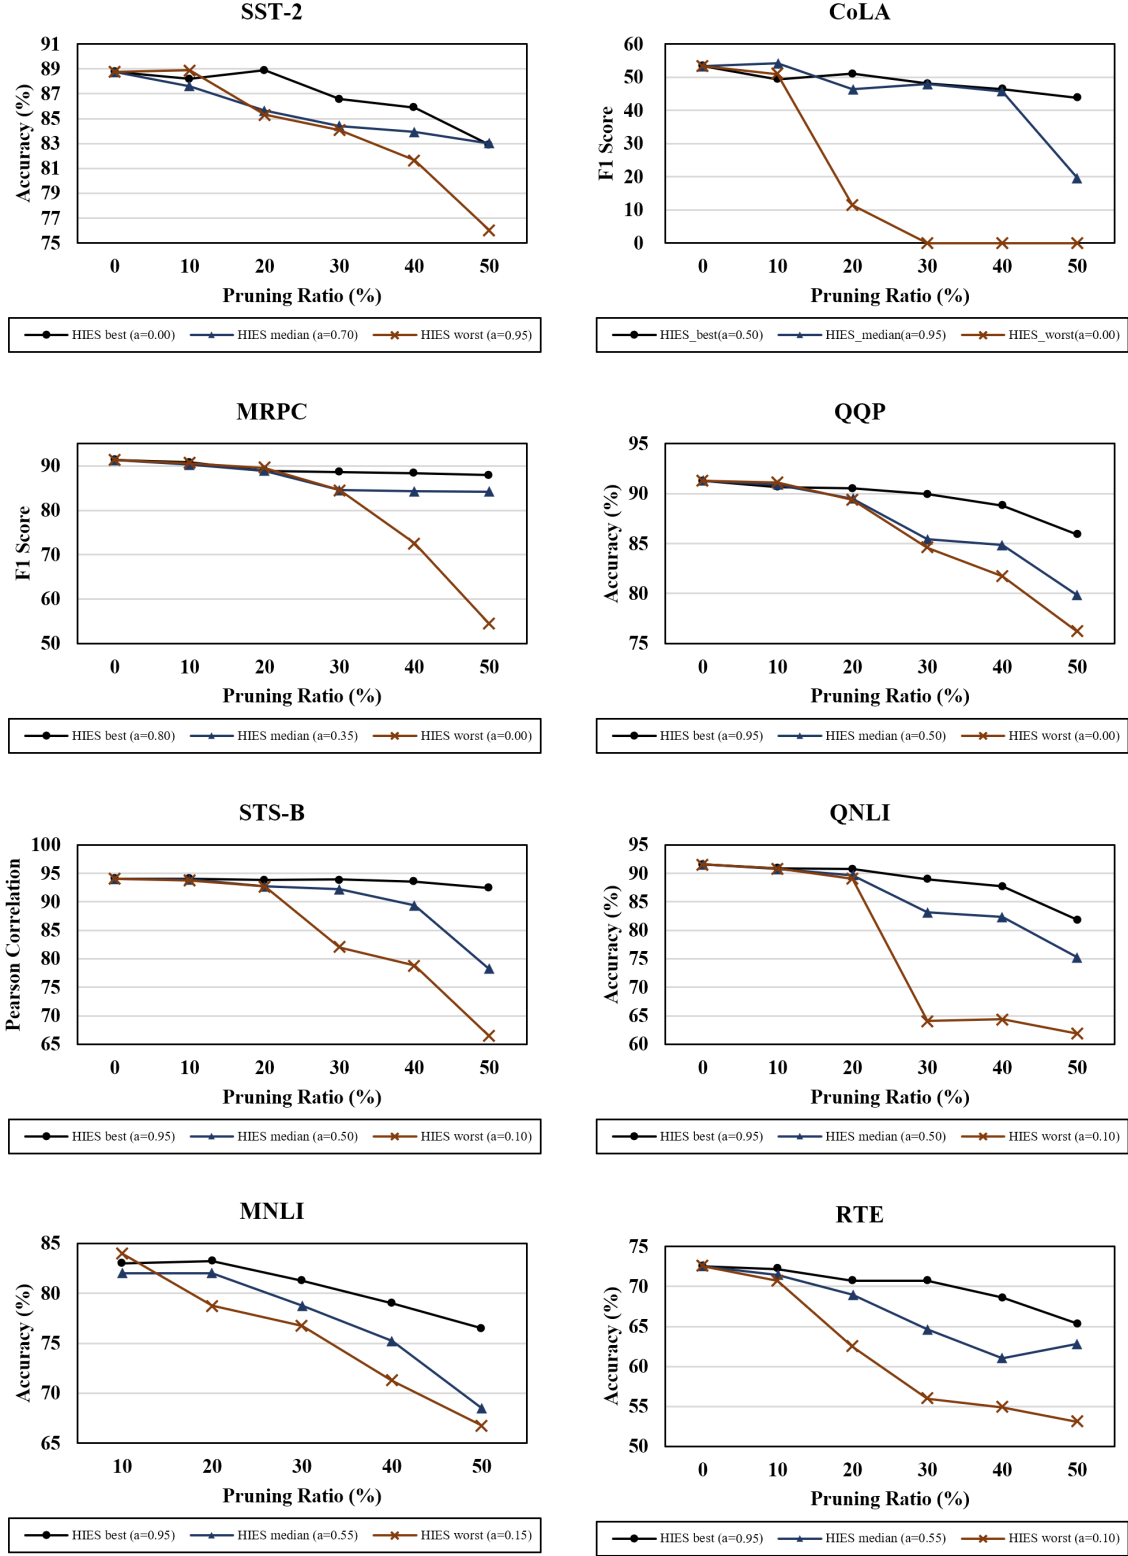 SST-2
Accuracy (%)
91
89
87
85
83
81
79
77
75
0 10 20 30 40 50
Pruning Ratio (%)
HIES best (a=0.00) HIES median (a=0.70) HIES worst (a=0.95)
CoLA
F1 Score
60
50
40
30
20
10
0
0 10 20 30 40 50
Pruning Ratio (%)
HIES_best(a=0.50) HIES_median(a=0.95) HIES_worst(a=0.00)
MRPC
F1 Score
90
80
70
60
50
0 10 20 30 40 50
Pruning Ratio (%)
HIES best (a=0.80) HIES median (a=0.35) HIES worst (a=0.00)
QQP
Accuracy (%)
95
90
85
80
75
0 10 20 30 40 50
Pruning Ratio (%)
HIES best (a=0.95) HIES median (a=0.50) HIES worst (a=0.00)
STS-B
Pearson Correlation
100
95
90
85
80
75
70
65
0 10 20 30 40 50
Pruning Ratio (%)
HIES best (a=0.95) HIES median (a=0.50) HIES worst (a=0.10)
QNLI
Accuracy (%)
95
90
85
80
75
70
65
60
0 10 20 30 40 50
Pruning Ratio (%)
HIES best (a=0.95) HIES median (a=0.50) HIES worst (a=0.10)
MNLI
Accuracy (%)
85
80
75
70
65
10 20 30 40 50
Pruning Ratio (%)
HIES best (a=0.95) HIES median (a=0.55) HIES worst (a=0.15)
RTE
Accuracy (%)
75
70
65
60
55
50
0 10 20 30 40 50
Pruning Ratio (%)
HIES best (a=0.95) HIES median (a=0.55) HIES worst (a=0.10)